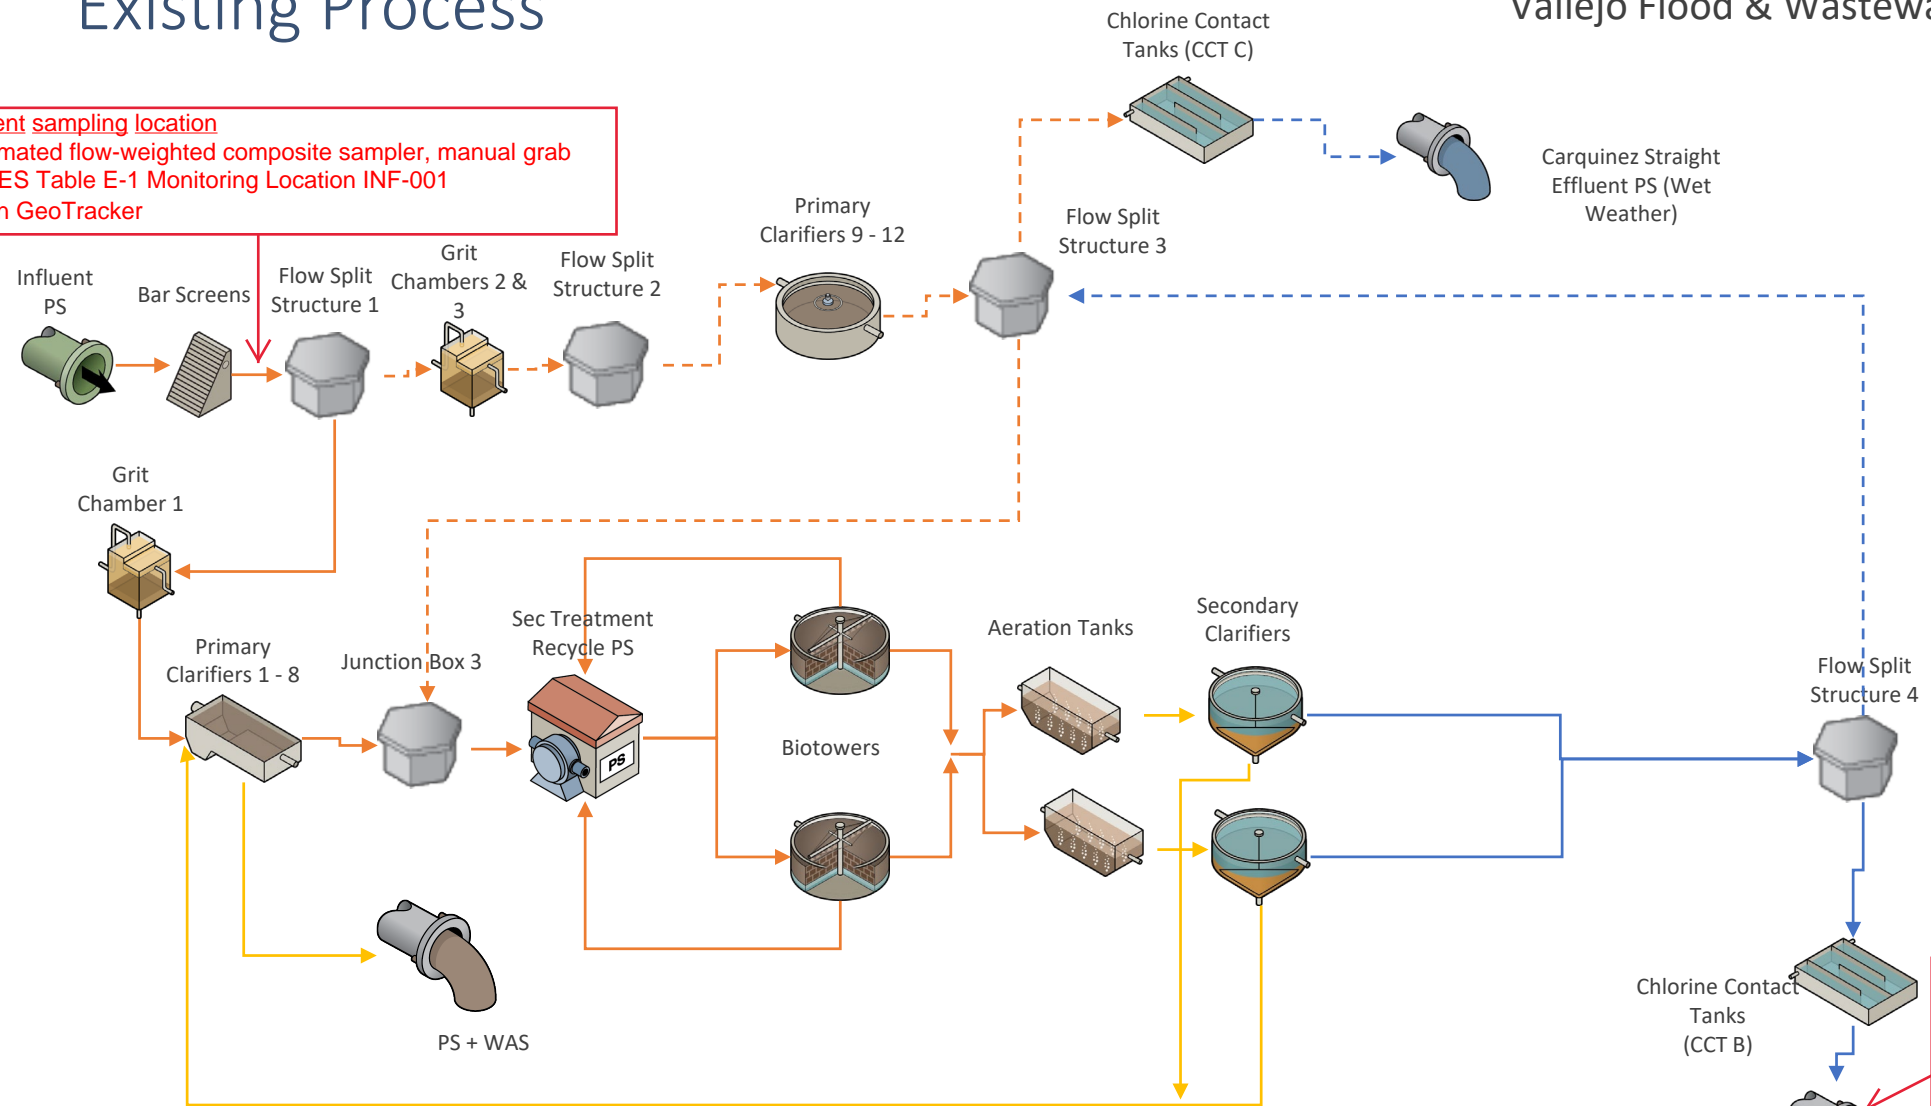 Existing Process
Vallejo Flood & Wastewa
Chlorine Contact
Tanks (CCT C)
ent sampling location
mated flow-weighted composite sampler, manual grab
ES Table E-1 Monitoring Location INF-001
n GeoTracker
Carquinez Straight
Effluent PS (Wet
Weather)
Primary
Clarifiers 9 - 12
Flow Split
Structure 3
Influent
PS
Bar Screens
Flow Split
Structure 1
Grit
Chambers 2 &
3
Flow Split
Structure 2
Grit
Chamber 1
Primary
Clarifiers 1 - 8
Junction Box 3
Sec Treatment
Recycle PS
PS
Biotowers
Aeration Tanks
Secondary
Clarifiers
Flow Split
Structure 4
PS + WAS
Chlorine Contact
Tanks
(CCT B)